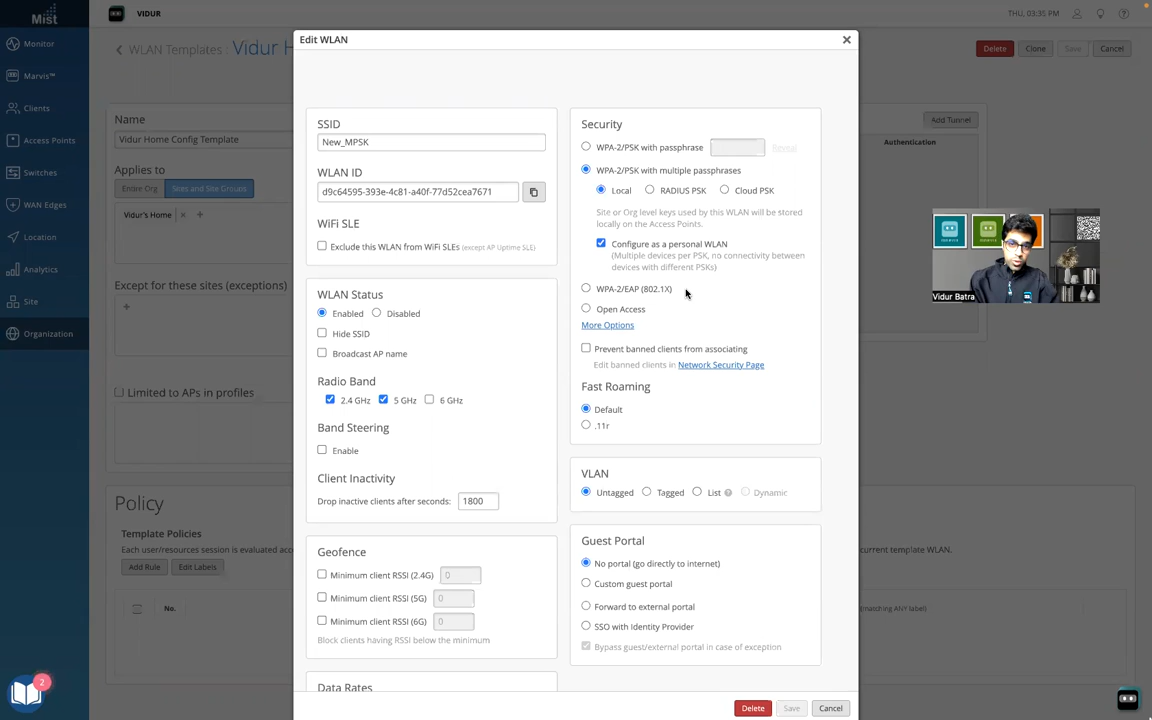 Mist
VIDUR
THU, 03:35 PM
Monitor
Marvis™
Clients
Access Points
Switches
WAN Edges
Location
Analytics
Site
Organization
2
WLAN Templates : Vidur H
Delete
Clone
Save
Cancel
Name
Vidur Home Config Template
Applies to
Entire Org
Sites and Site Groups
Vidur's Home
Except for these sites (exceptions)
Limited to APs in profiles
Add Tunnel
Authentication
Policy
Template Policies
Each user/resources session is evaluated acc
current template WLAN.
Add Rule
Edit Labels
No.
matching ANY label)
Edit WLAN
SSID
New_MPSK
WLAN ID
d9c64595-393e-4c81-a40f-77d52cea7671
WiFi SLE
Exclude this WLAN from WiFi SLEs (except AP Uptime SLE)
WLAN Status
Enabled Disabled
Hide SSID
Broadcast AP name
Radio Band
2.4 GHz 5 GHz 6 GHz
Band Steering
Enable
Client Inactivity
Drop inactive clients after seconds: 1800
Geofence
Minimum client RSSI (2.4G) 0
Minimum client RSSI (5G) 0
Minimum client RSSI (6G) 0
Block clients having RSSI below the minimum
Data Rates
Security
WPA-2/PSK with passphrase Reveal
WPA-2/PSK with multiple passphrases
Local RADIUS PSK Cloud PSK
Site or Org level keys used by this WLAN will be stored
locally on the Access Points.
Configure as a personal WLAN
(Multiple devices per PSK, no connectivity between
devices with different PSKs)
WPA-2/EAP (802.1X)
Open Access
More Options
Prevent banned clients from associating
Edit banned clients in Network Security Page
Fast Roaming
Default
.11r
VLAN
Untagged Tagged List Dynamic
Guest Portal
No portal (go directly to internet)
Custom guest portal
Forward to external portal
SSO with Identity Provider
Bypass guest/external portal in case of exception
Delete
Save
Cancel
Vidur Batra